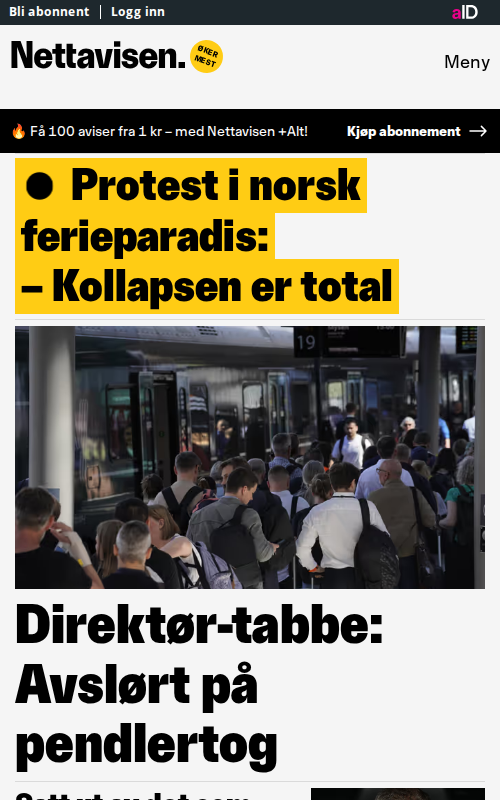 Bli abonnent
Logg inn
aID
Nettavisen.
ØKER
MEST
Meny
🔥 Få 100 aviser fra 1 kr – med Nettavisen +Alt!
Kjøp abonnement →
● Protest i norsk
ferieparadis:
– Kollapsen er total
19
Direktør-tabbe:
Avslørt på
pendlertog